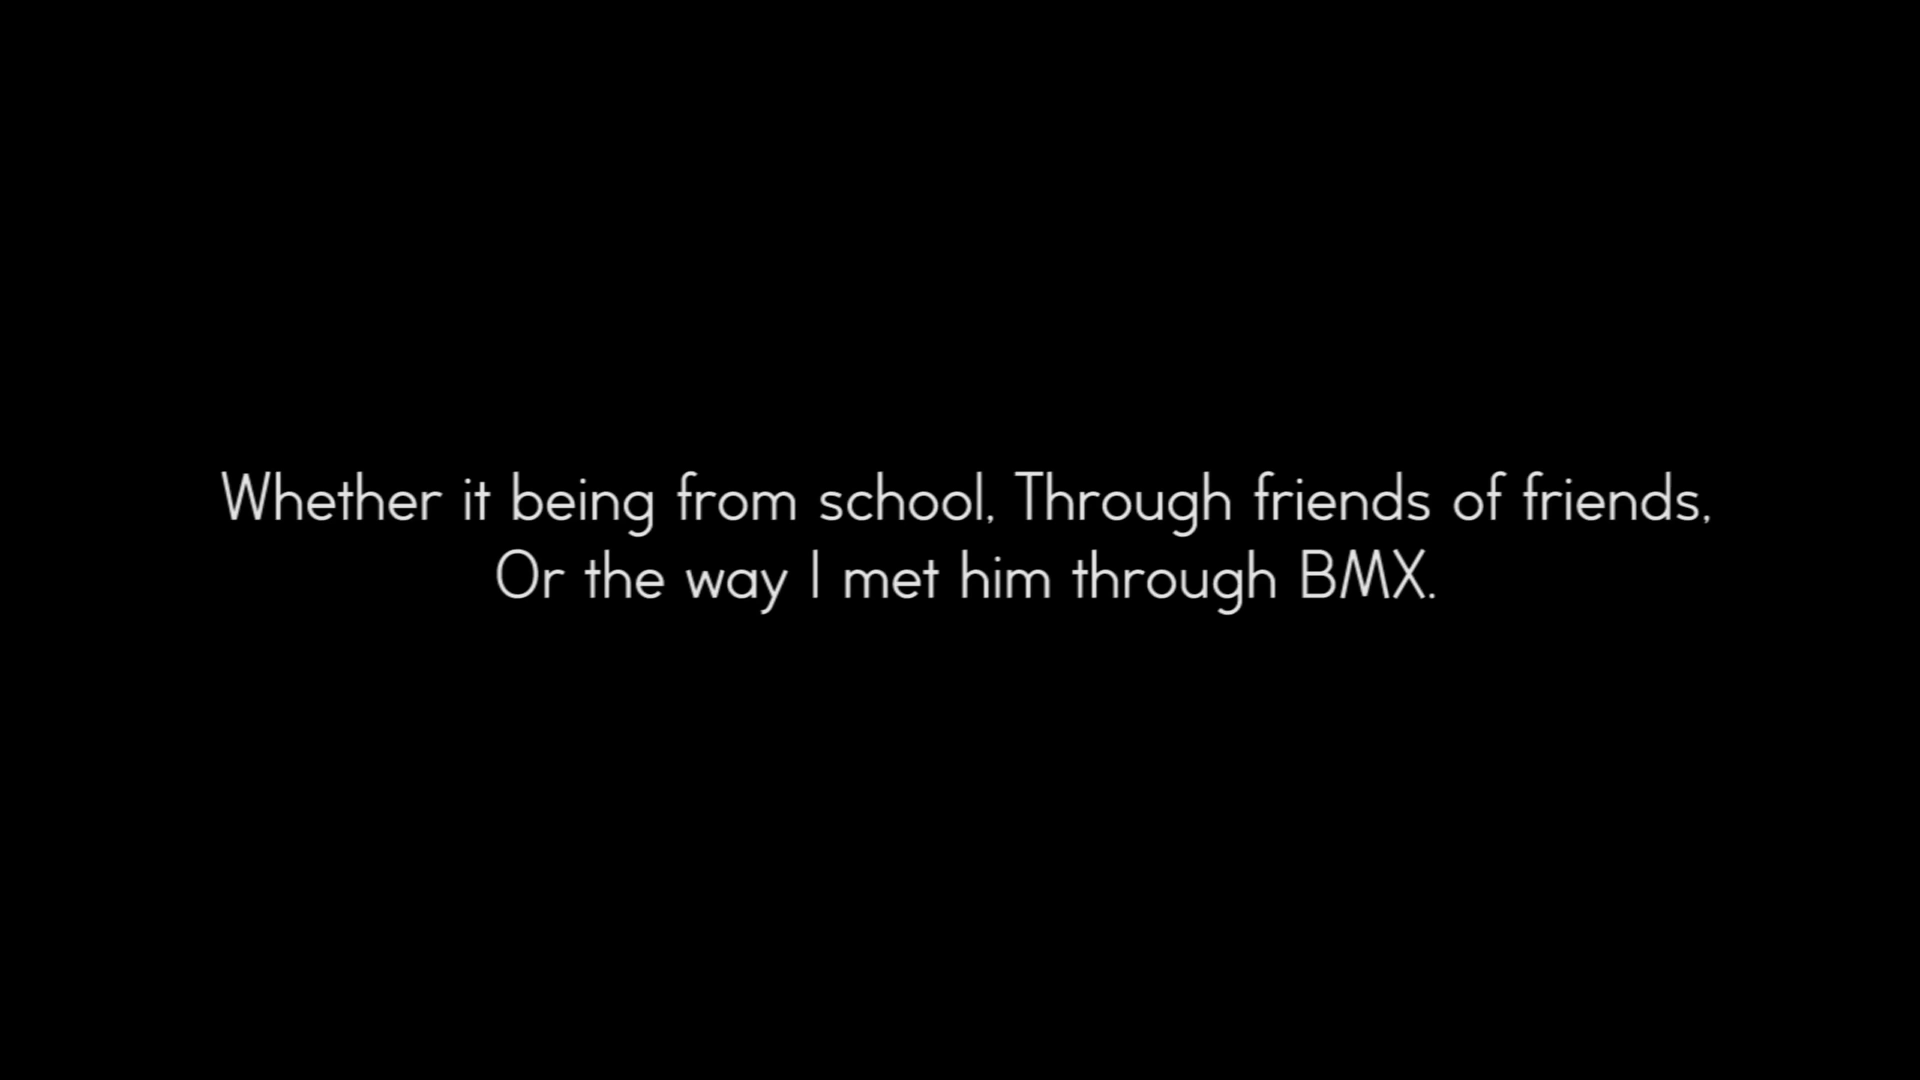 Whether it being from school, Through friends of friends,
Or the way I met him through BMX.